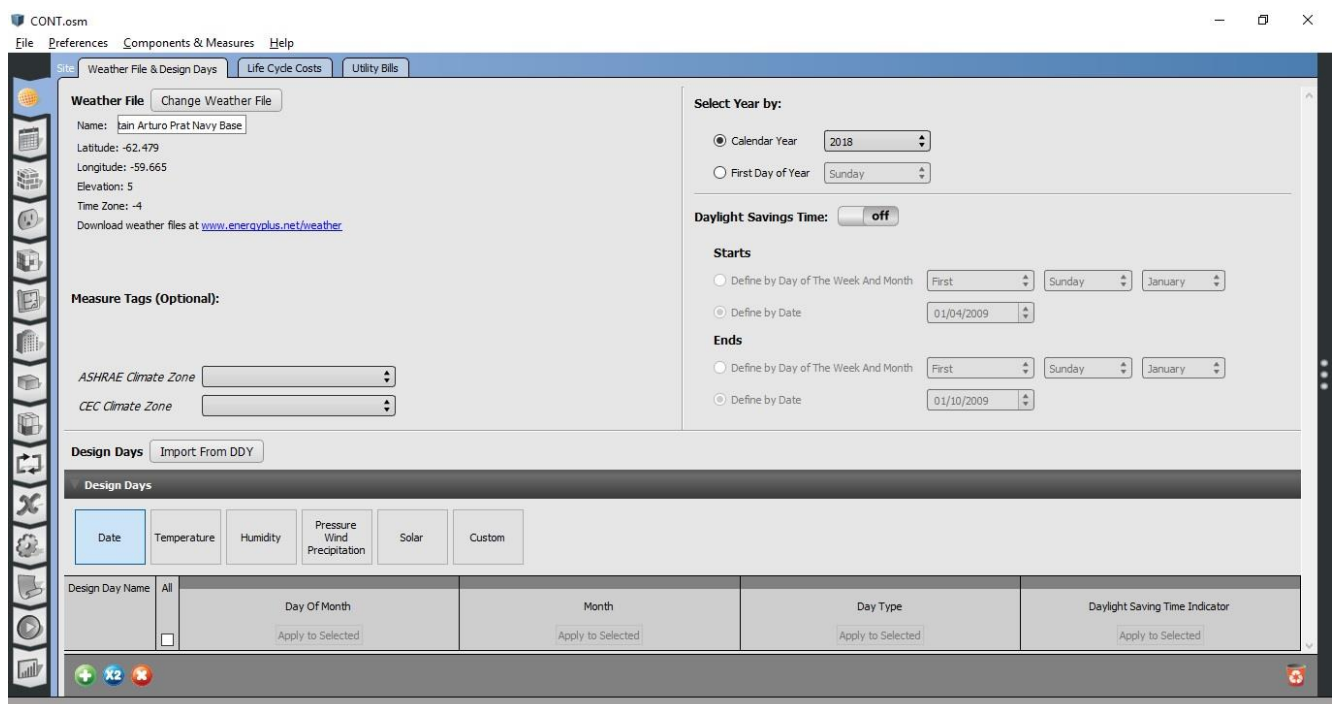 CONT.osm
File Preferences Components & Measures Help
Site Weather File & Design Days Life Cycle Costs Utility Bills
Weather File Change Weather File
Name: tain Arturo Prat Navy Base
Latitude: -62.479
Longitude: -59.665
Elevation: 5
Time Zone: -4
Download weather files at www.energyplus.net/weather
Measure Tags (Optional):
ASHRAE Climate Zone
CEC Climate Zone
Select Year by:
Calendar Year 2018
First Day of Year Sunday
Daylight Savings Time: off
Starts
Define by Day of The Week And Month First Sunday January
Define by Date 01/04/2009
Ends
Define by Day of The Week And Month First Sunday January
Define by Date 01/10/2009
Design Days Import From DDY
Design Days
Date Temperature Humidity Pressure Wind Precipitation Solar Custom
Design Day Name All Day Of Month Month Day Type Daylight Saving Time Indicator
Apply to Selected Apply to Selected Apply to Selected Apply to Selected
X2